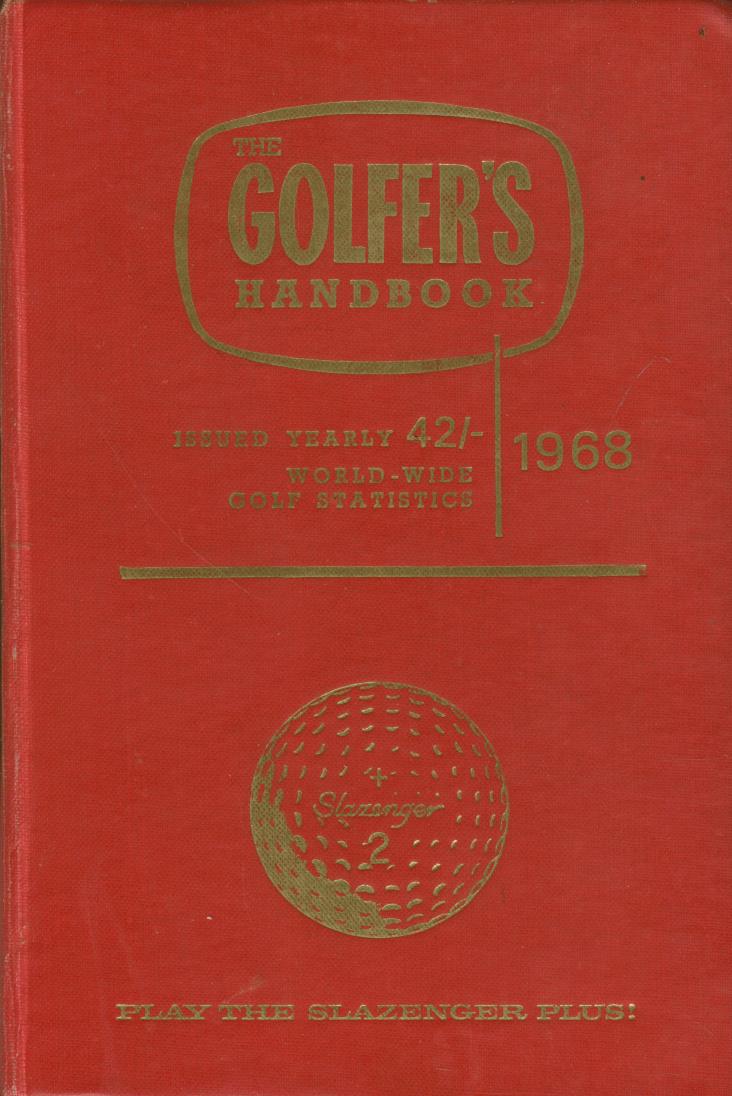 THE
GOLFER'S
HANDBOOK
ISSUED YEARLY 42/-
WORLD-WIDE
GOLF STATISTICS
1968
+
Slazenger
2
PLAY THE SLAZENGER PLUS!